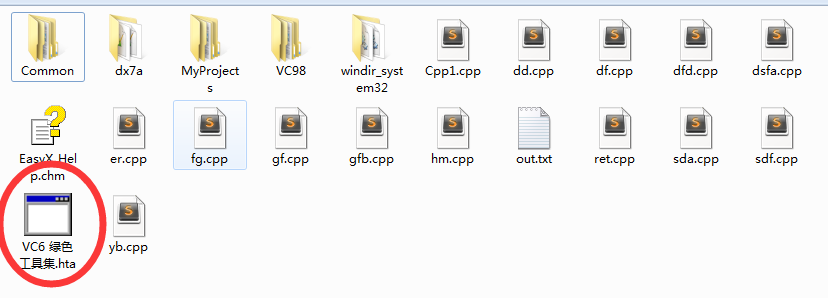 Common
dx7a
MyProject
s
VC98
windir_sys
tem32
Cpp1.cpp
dd.cpp
df.cpp
dfd.cpp
dsfa.cpp
EasyX_Hel
p.chm
er.cpp
fg.cpp
gf.cpp
gfb.cpp
hm.cpp
out.txt
ret.cpp
sda.cpp
sdf.cpp
VC6 绿色
工具集.hta
yb.cpp